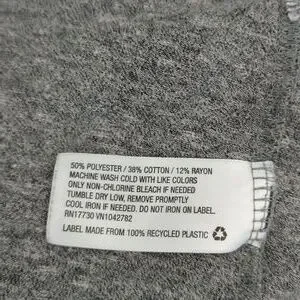 50% POLYESTER / 38% COTTON / 12% RAYON
MACHINE WASH COLD WITH LIKE COLORS
ONLY NON-CHLORINE BLEACH IF NEEDED
TUMBLE DRY LOW, REMOVE PROMPTLY
COOL IRON IF NEEDED. DO NOT IRON ON LABEL.
RN17730 VN1042782
LABEL MADE FROM 100% RECYCLED PLASTIC